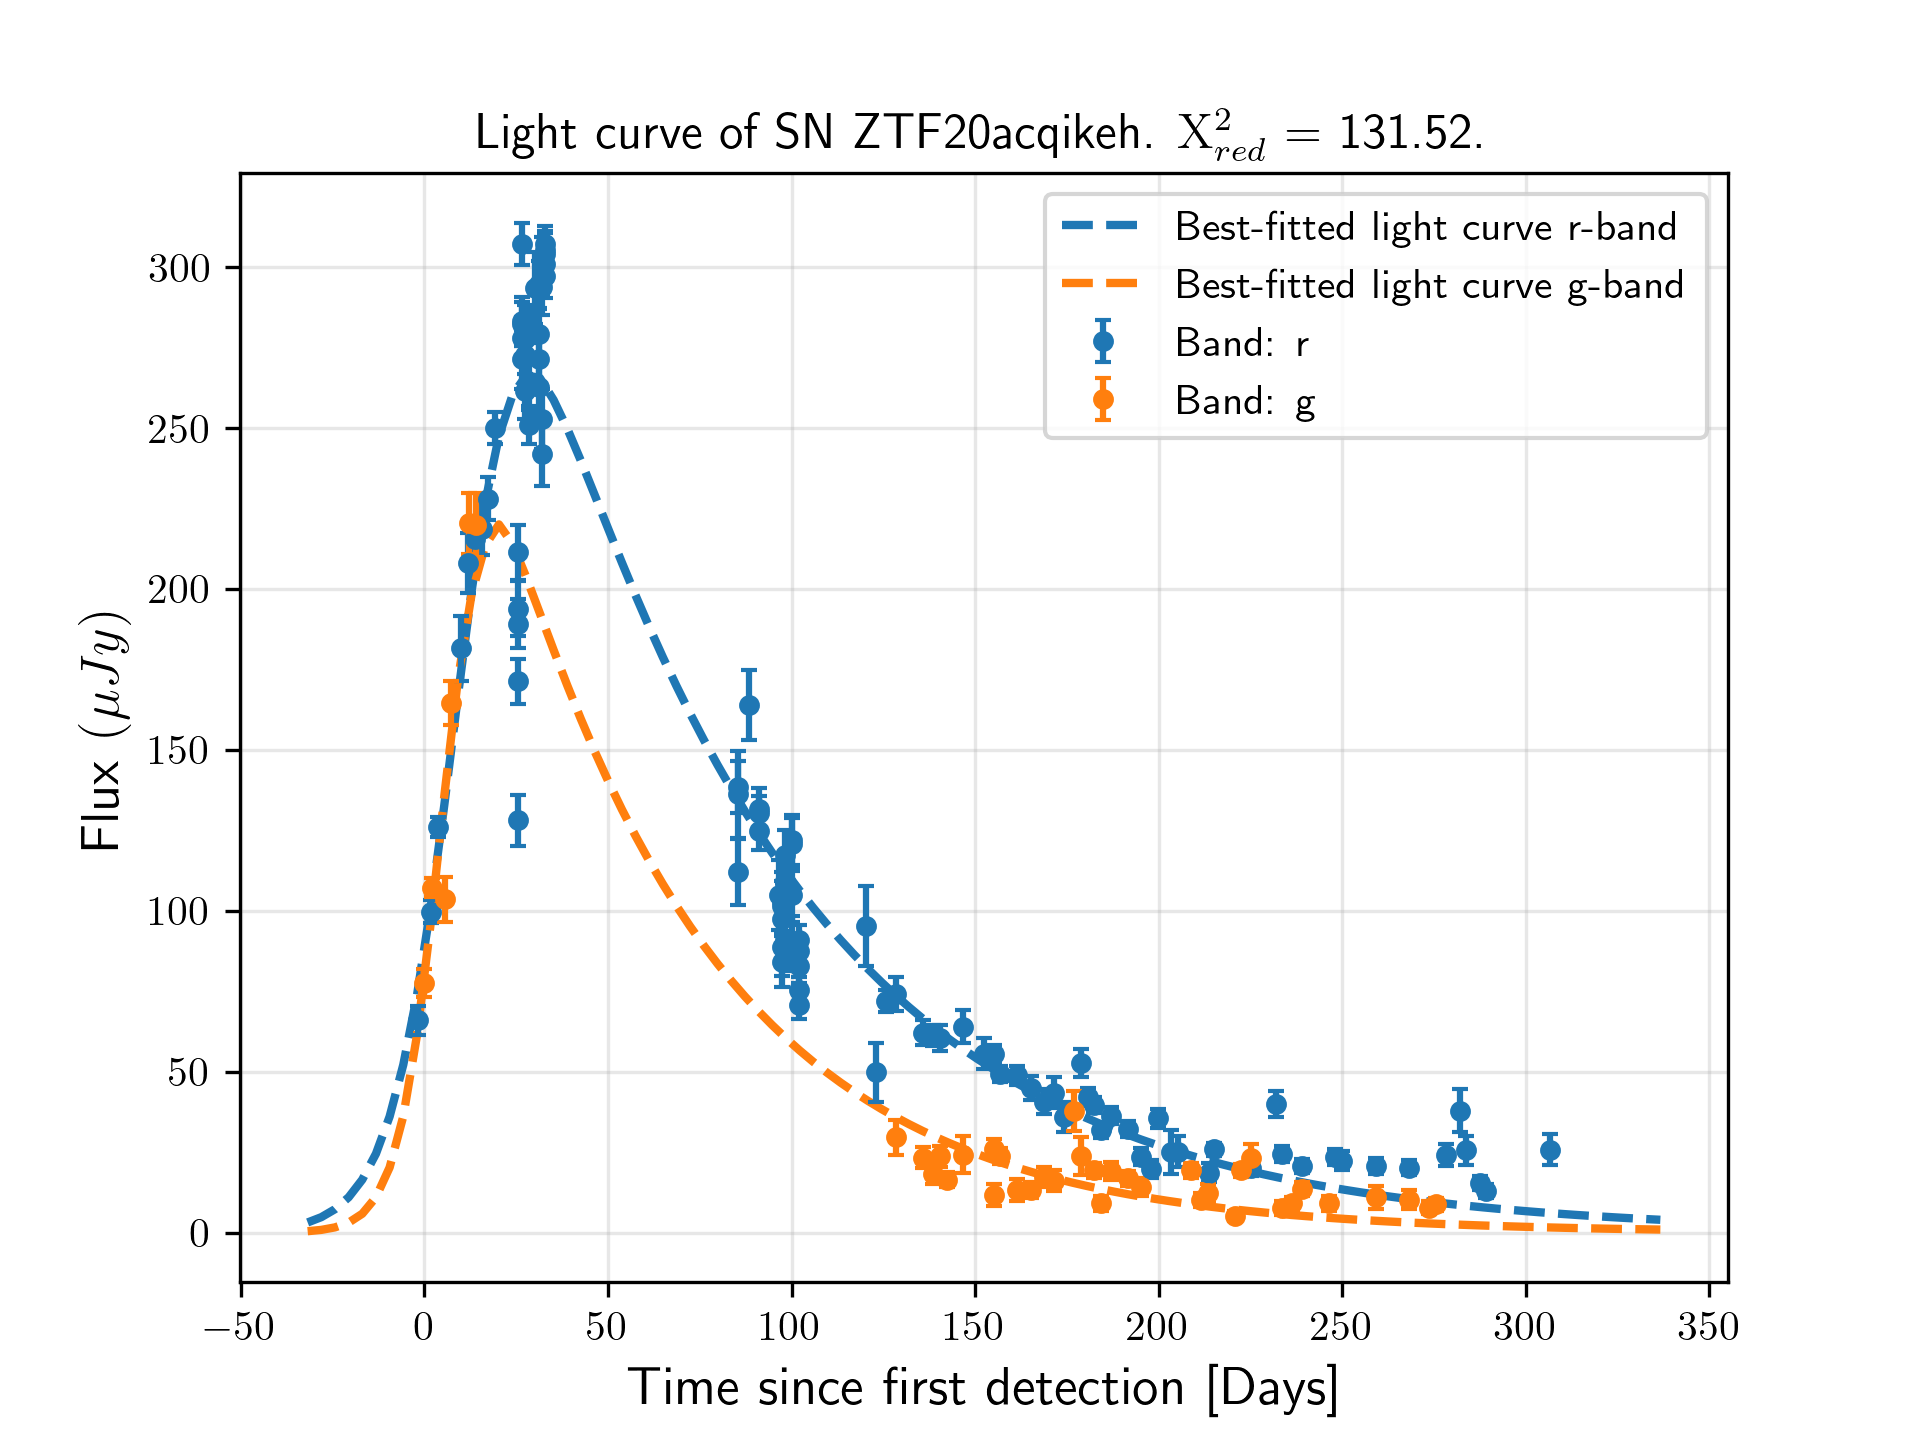 Light curve of SN ZTF20acqikeh. X²red = 131.52.
Best-fitted light curve r-band
Best-fitted light curve g-band
Band: r
Band: g
Flux (μJy)
300
250
200
150
100
50
0
−50 0 50 100 150 200 250 300 350
Time since first detection [Days]